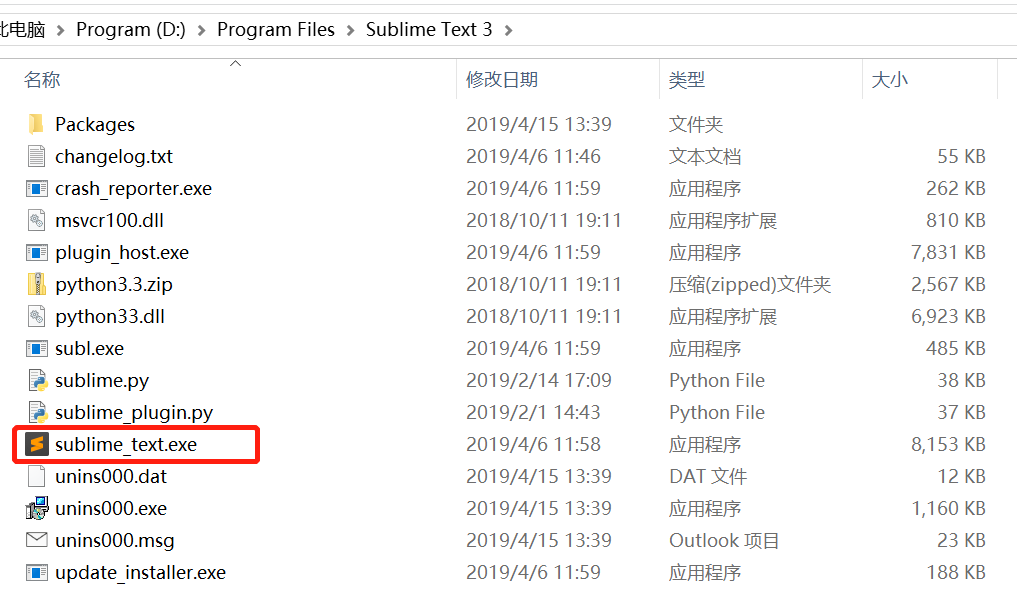 此电脑 > Program (D:) > Program Files > Sublime Text 3 >
名称 修改日期 类型 大小
Packages 2019/4/15 13:39 文件夹
changelog.txt 2019/4/6 11:46 文本文档 55 KB
crash_reporter.exe 2019/4/6 11:59 应用程序 262 KB
msvcr100.dll 2018/10/11 19:11 应用程序扩展 810 KB
plugin_host.exe 2019/4/6 11:59 应用程序 7,831 KB
python3.3.zip 2018/10/11 19:11 压缩(zipped)文件夹 2,567 KB
python33.dll 2018/10/11 19:11 应用程序扩展 6,923 KB
subl.exe 2019/4/6 11:59 应用程序 485 KB
sublime.py 2019/2/14 17:09 Python File 38 KB
sublime_plugin.py 2019/2/1 14:43 Python File 37 KB
sublime_text.exe 2019/4/6 11:58 应用程序 8,153 KB
unins000.dat 2019/4/15 13:39 DAT 文件 12 KB
unins000.exe 2019/4/15 13:39 应用程序 1,160 KB
unins000.msg 2019/4/15 13:39 Outlook 项目 23 KB
update_installer.exe 2019/4/6 11:59 应用程序 188 KB